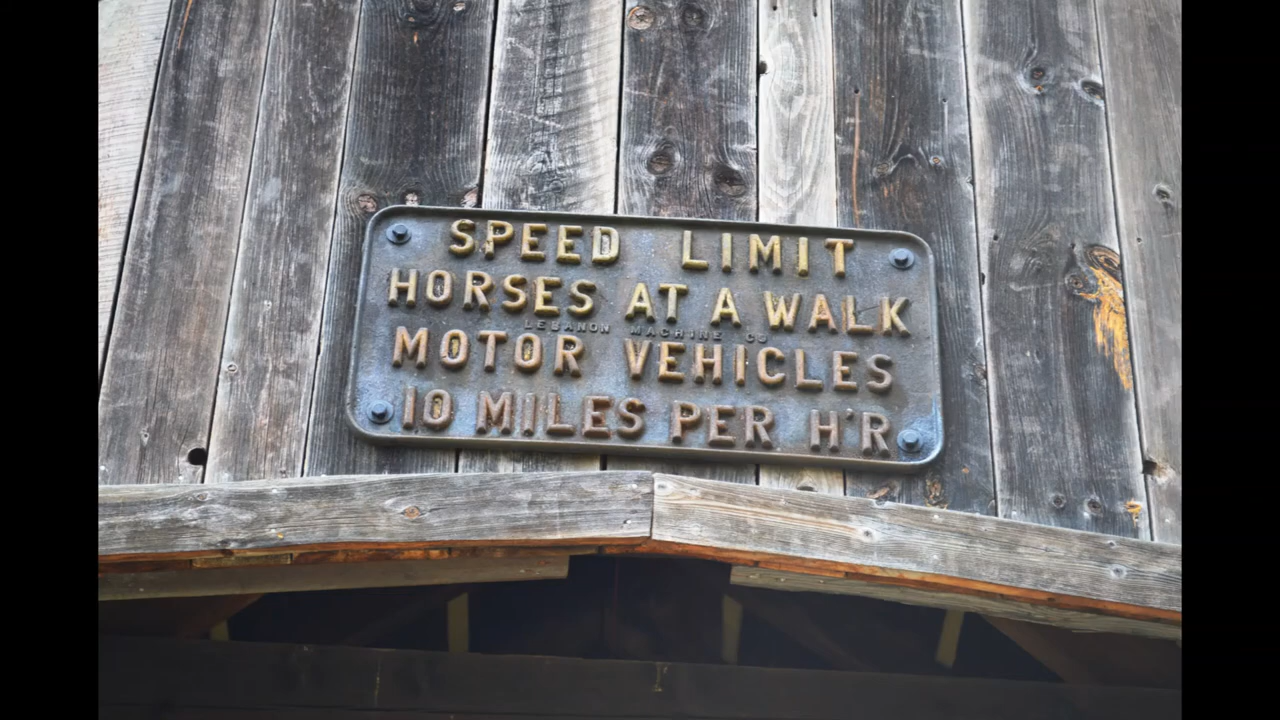 SPEED LIMIT
HORSES AT A WALK
LEBANON MACHINE CO
MOTOR VEHICLES
10 MILES PER H'R